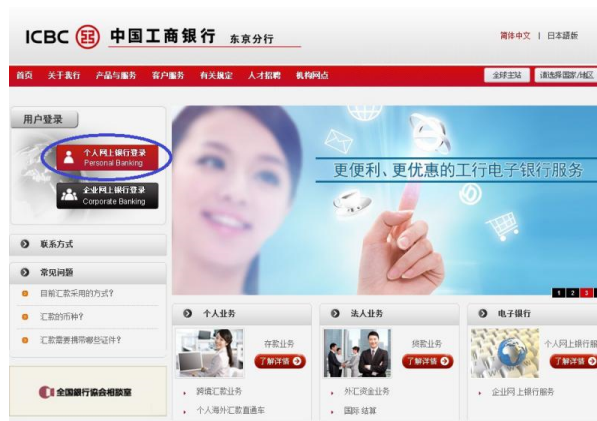 ICBC 中国工商银行 东京分行
简体中文 | 日本語版
首页 关于我行 产品与服务 客户服务 有关规定 人才招聘 机构网点
全球主站 请选择国家/地区
用户登录
个人网上银行登录
Personal Banking
企业网上银行登录
Corporate Banking
更便利、更优惠的工行电子银行服务
联系方式
常见问题
目前汇款采用的方式?
汇款的币种?
汇款需要携带哪些证件?
全国銀行協会相談室
1 2 3
个人业务
存款业务
了解详情
跨境汇款业务
个人海外汇款直通车
法人业务
贷款业务
了解详情
外汇资金业务
国际结算
电子银行
个人网上银行服
了解详情
企业网上银行服务